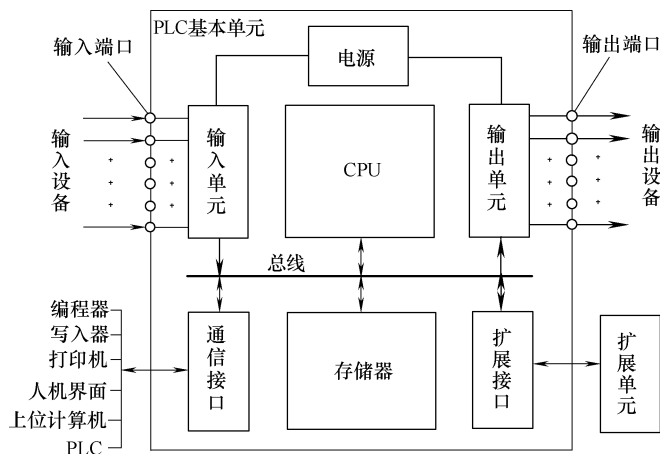 PLC基本单元
输入端口
电源
输出端口
输入设备
输入单元
CPU
输出单元
输出设备
总线
编程器
写入器
打印机
人机界面
上位计算机
PLC
通信接口
存储器
扩展接口
扩展单元